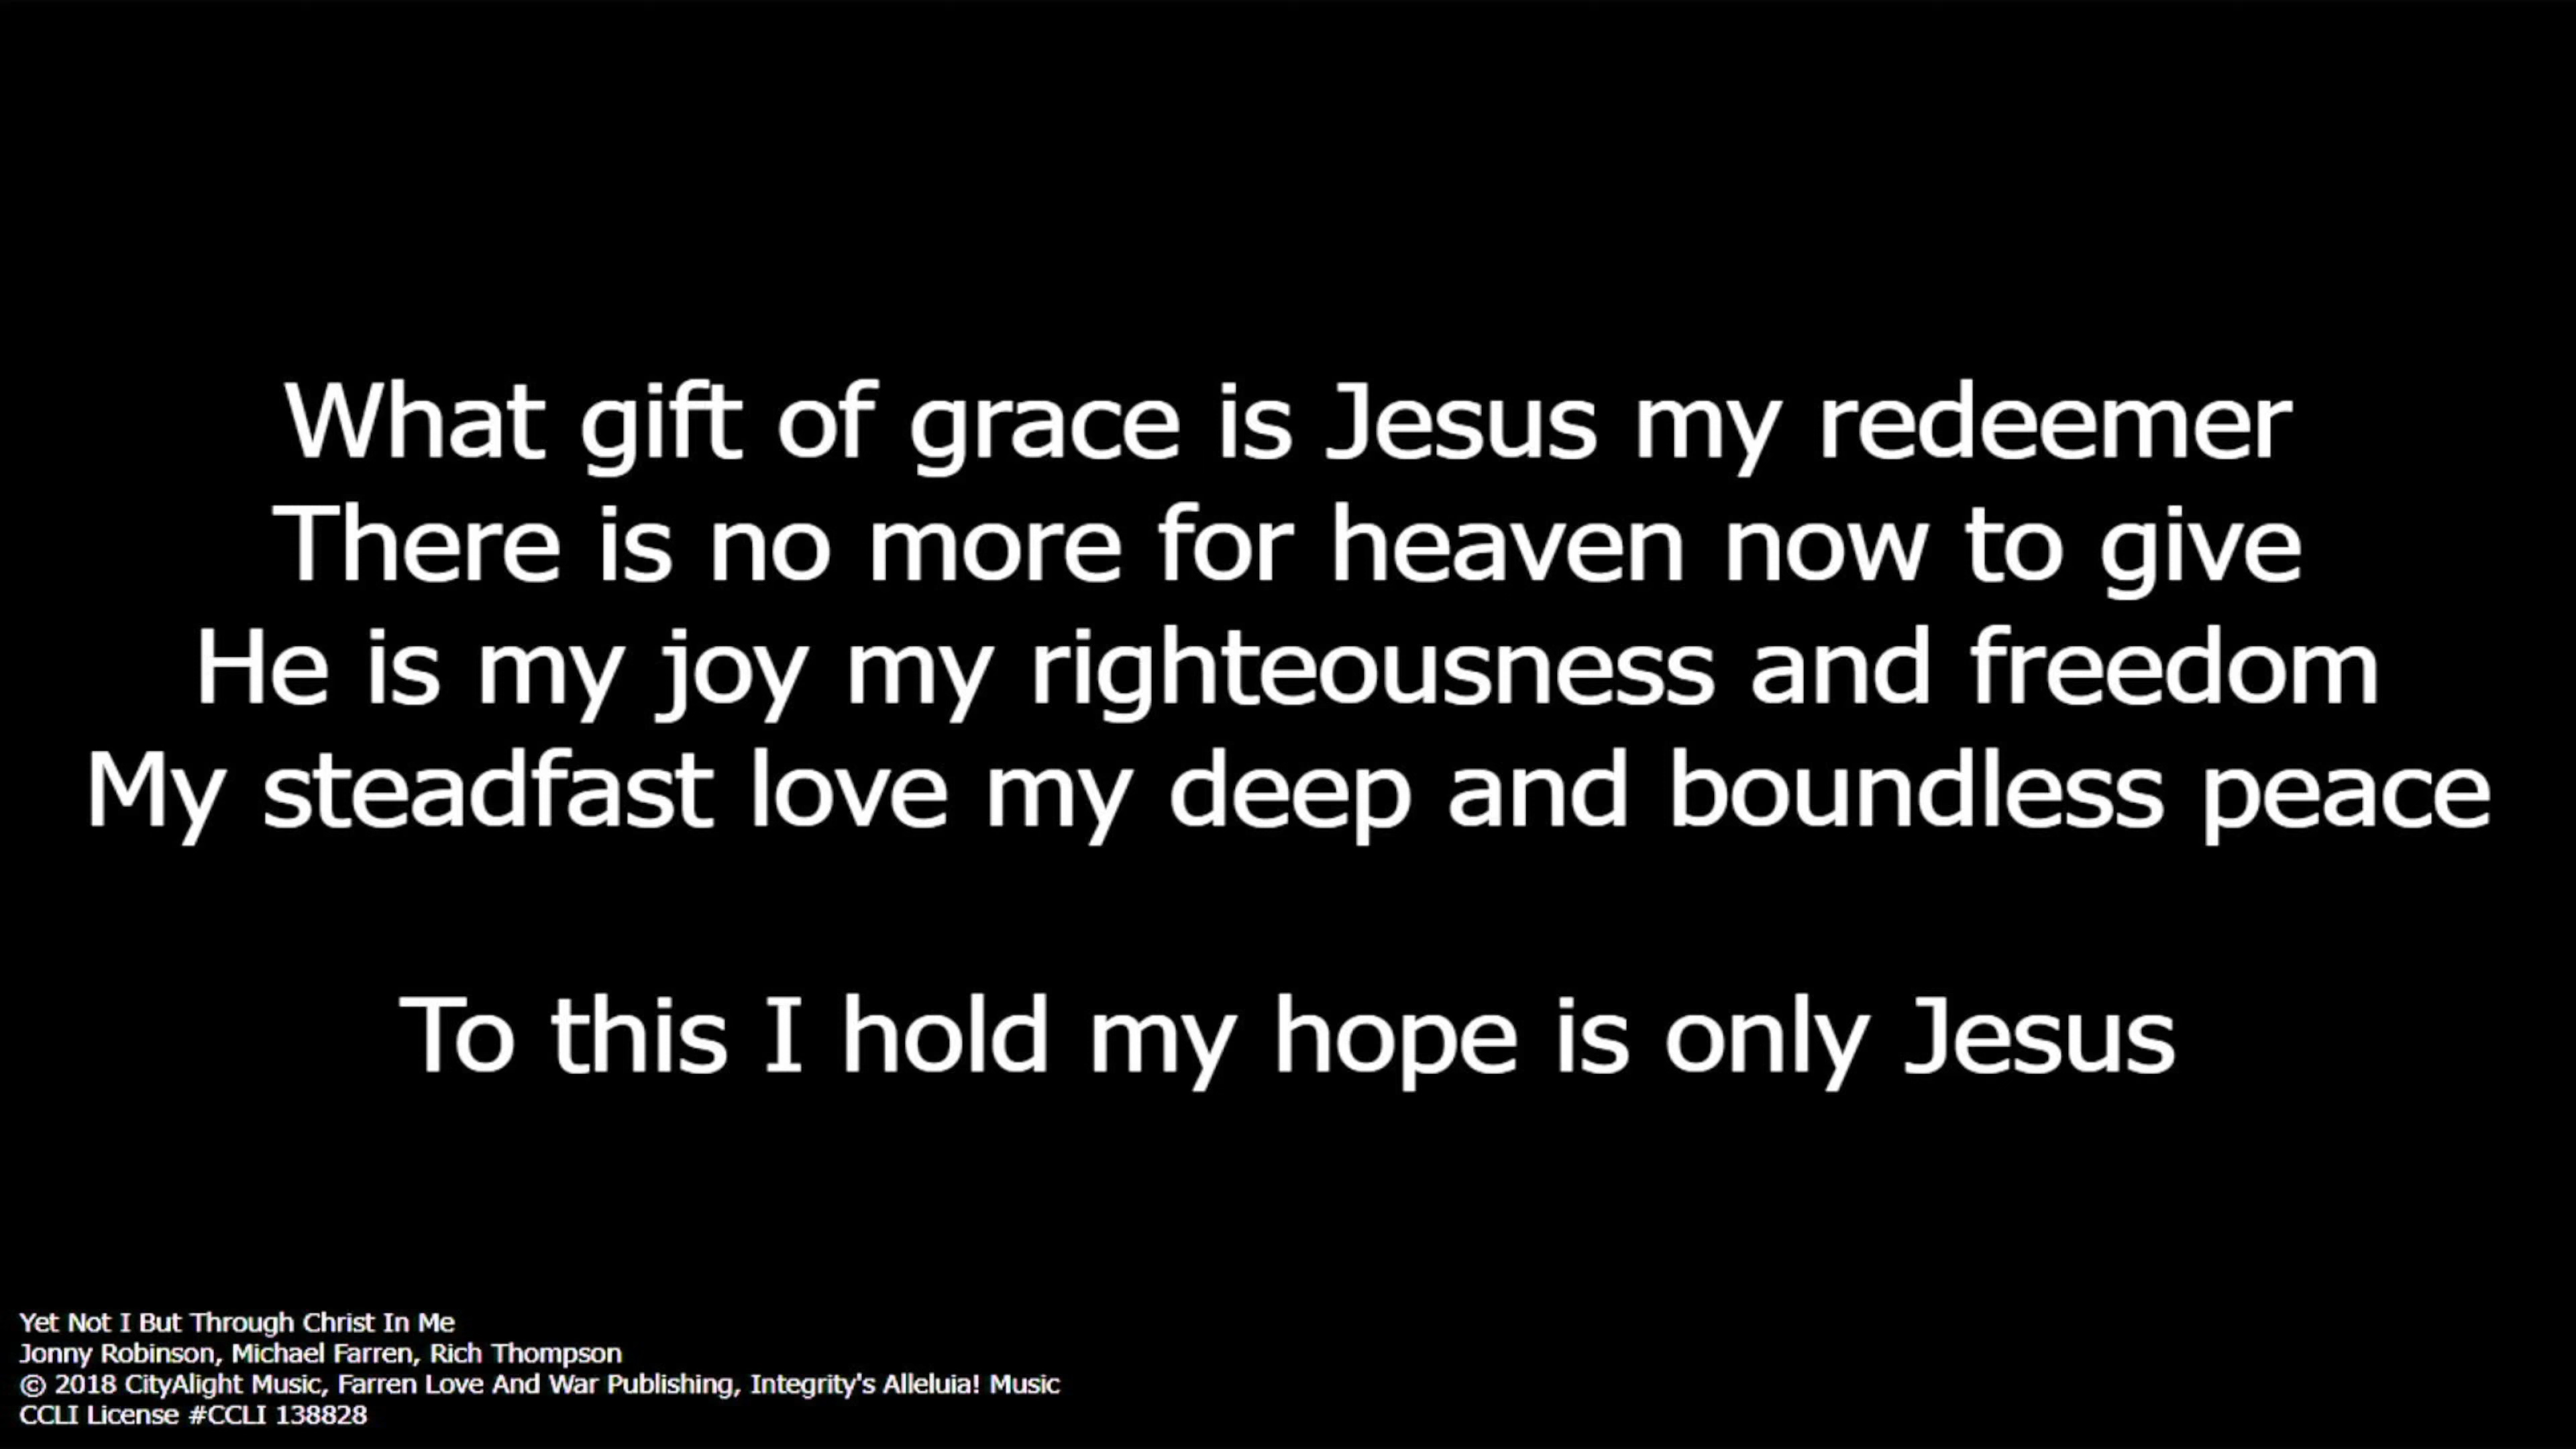 What gift of grace is Jesus my redeemer
There is no more for heaven now to give
He is my joy my righteousness and freedom
My steadfast love my deep and boundless peace
To this I hold my hope is only Jesus
Yet Not I But Through Christ In Me
Jonny Robinson, Michael Farren, Rich Thompson
© 2018 CityAlight Music, Farren Love And War Publishing, Integrity's Alleluia! Music
CCLI License #CCLI 138828